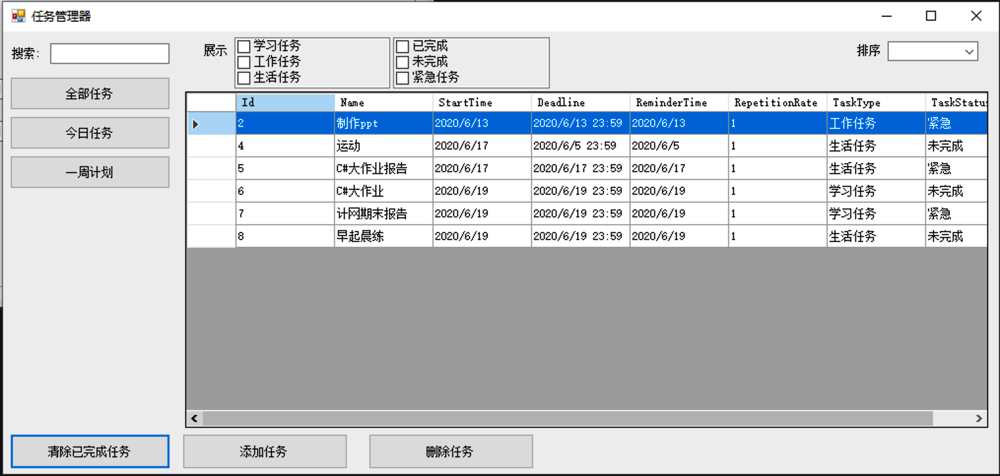 任务管理器
搜索:
展示
学习任务
工作任务
生活任务
已完成
未完成
紧急任务
排序
全部任务
今日任务
一周计划
Id Name StartTime Deadline ReminderTime RepetitionRate TaskType TaskStatus
2 制作ppt 2020/6/13 2020/6/13 23:59 2020/6/13 1 工作任务 紧急
4 运动 2020/6/17 2020/6/5 23:59 2020/6/5 1 生活任务 未完成
5 C#大作业报告 2020/6/17 2020/6/17 23:59 2020/6/17 1 生活任务 紧急
6 C#大作业 2020/6/19 2020/6/19 23:59 2020/6/19 1 学习任务 未完成
7 计网期末报告 2020/6/19 2020/6/19 23:59 2020/6/19 1 学习任务 紧急
8 早起晨练 2020/6/19 2020/6/19 23:59 2020/6/19 1 生活任务 未完成
清除已完成任务 添加任务 删除任务